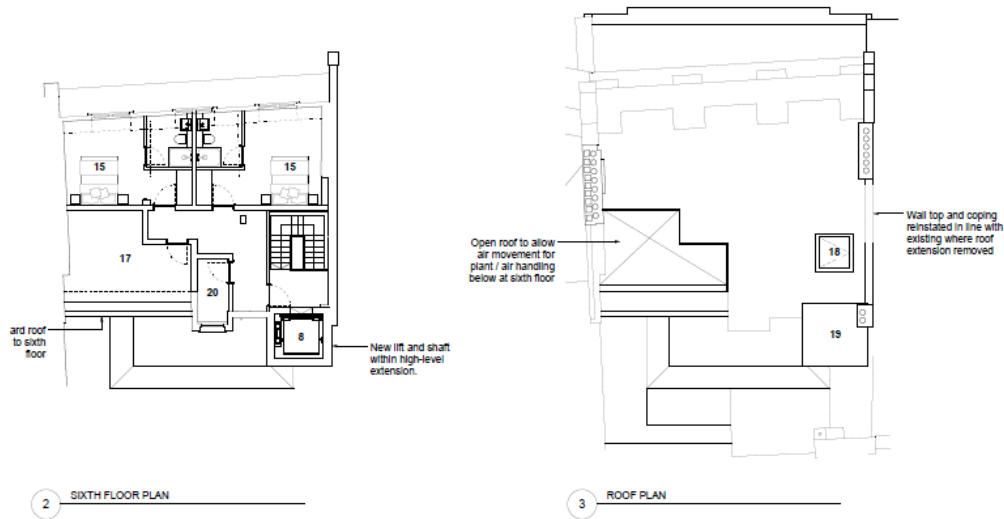 15
15
17
20
8
ard roof
to sixth
floor
New lift and shaft
within high-level
extension.
2
SIXTH FLOOR PLAN
Open roof to allow
air movement for
plant / air handling
below at sixth floor
18
19
Wall top and coping
reinstated in line with
existing where roof
extension removed
3
ROOF PLAN